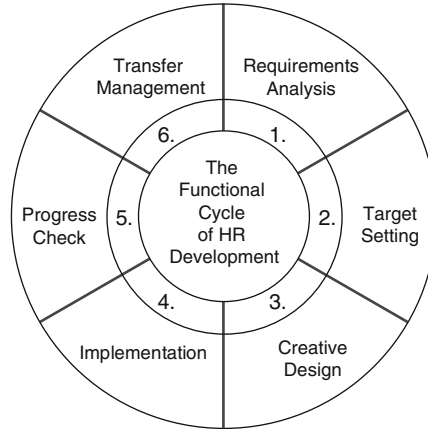 The
Functional
Cycle
of HR
Development
1.
Requirements
Analysis
2.
Target
Setting
3.
Creative
Design
4.
Implementation
5.
Progress
Check
6.
Transfer
Management